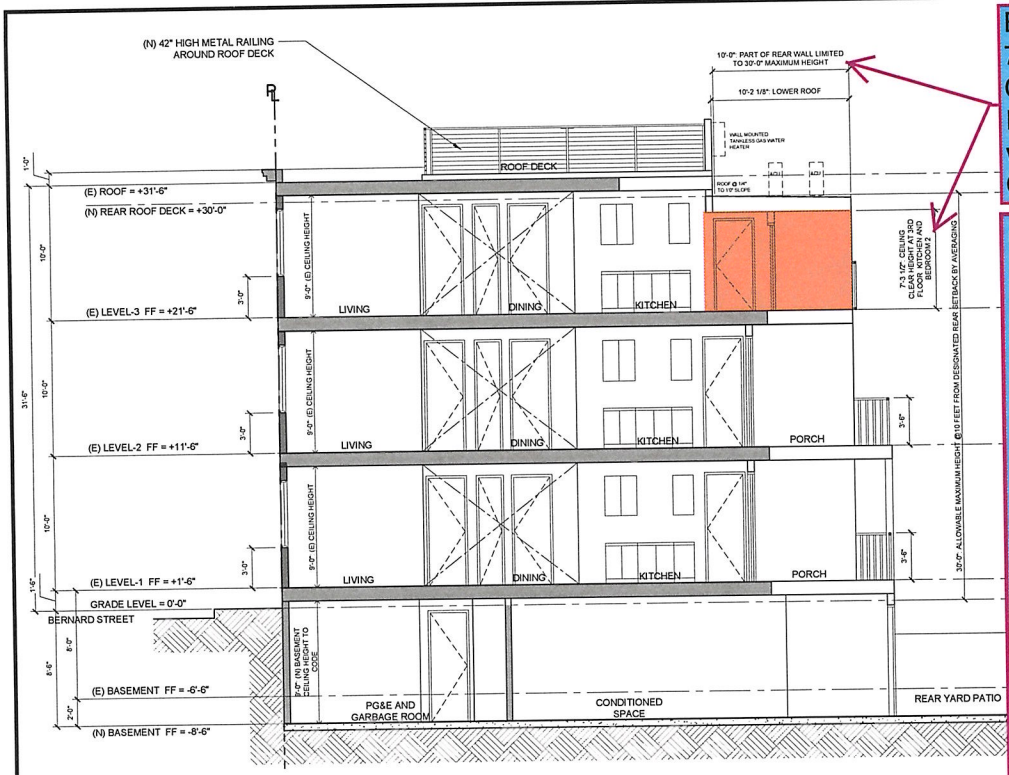 (N) 42" HIGH METAL RAILING
AROUND ROOF DECK
10'-0": PART OF REAR WALL LIMITED
TO 30'-0" MAXIMUM HEIGHT
10'-2 1/8": LOWER ROOF
PL
WALL MOUNTED
TANKLESS GAS WATER
HEATER
ROOF DECK
ROOF @ 1/4"
TO 1'0" SLOPE
ACU
ACU
1'-0"
(E) ROOF = +31'-6"
(N) REAR ROOF DECK = +30'-0"
10'-0"
3'-0"
9'-0" (E) CEILING HEIGHT
LIVING
DINING
KITCHEN
7'-3 1/2" CEILING
CLEAR HEIGHT AT 3RD
FLOOR KITCHEN AND
BEDROOM 2
(E) LEVEL-3 FF = +21'-6"
31'-6"
10'-0"
3'-0"
9'-0" (E) CEILING HEIGHT
LIVING
DINING
KITCHEN
PORCH
3'-6"
(E) LEVEL-2 FF = +11'-6"
30'-0" ALLOWABLE MAXIMUM HEIGHT @10 FEET FROM DESIGNATED REAR SETBACK BY AVERAGING
10'-0"
3'-0"
9'-0" (E) CEILING HEIGHT
LIVING
DINING
KITCHEN
PORCH
3'-6"
(E) LEVEL-1 FF = +1'-6"
1'-6"
GRADE LEVEL = 0'-0"
BERNARD STREET
8'-0"
8'-6"
9'-0" (N) BASEMENT
CEILING HEIGHT TO
CODE
(E) BASEMENT FF = -6'-6"
2'-0"
(N) BASEMENT FF = -8'-6"
PG&E AND
GARBAGE ROOM
CONDITIONED
SPACE
REAR YARD PATIO